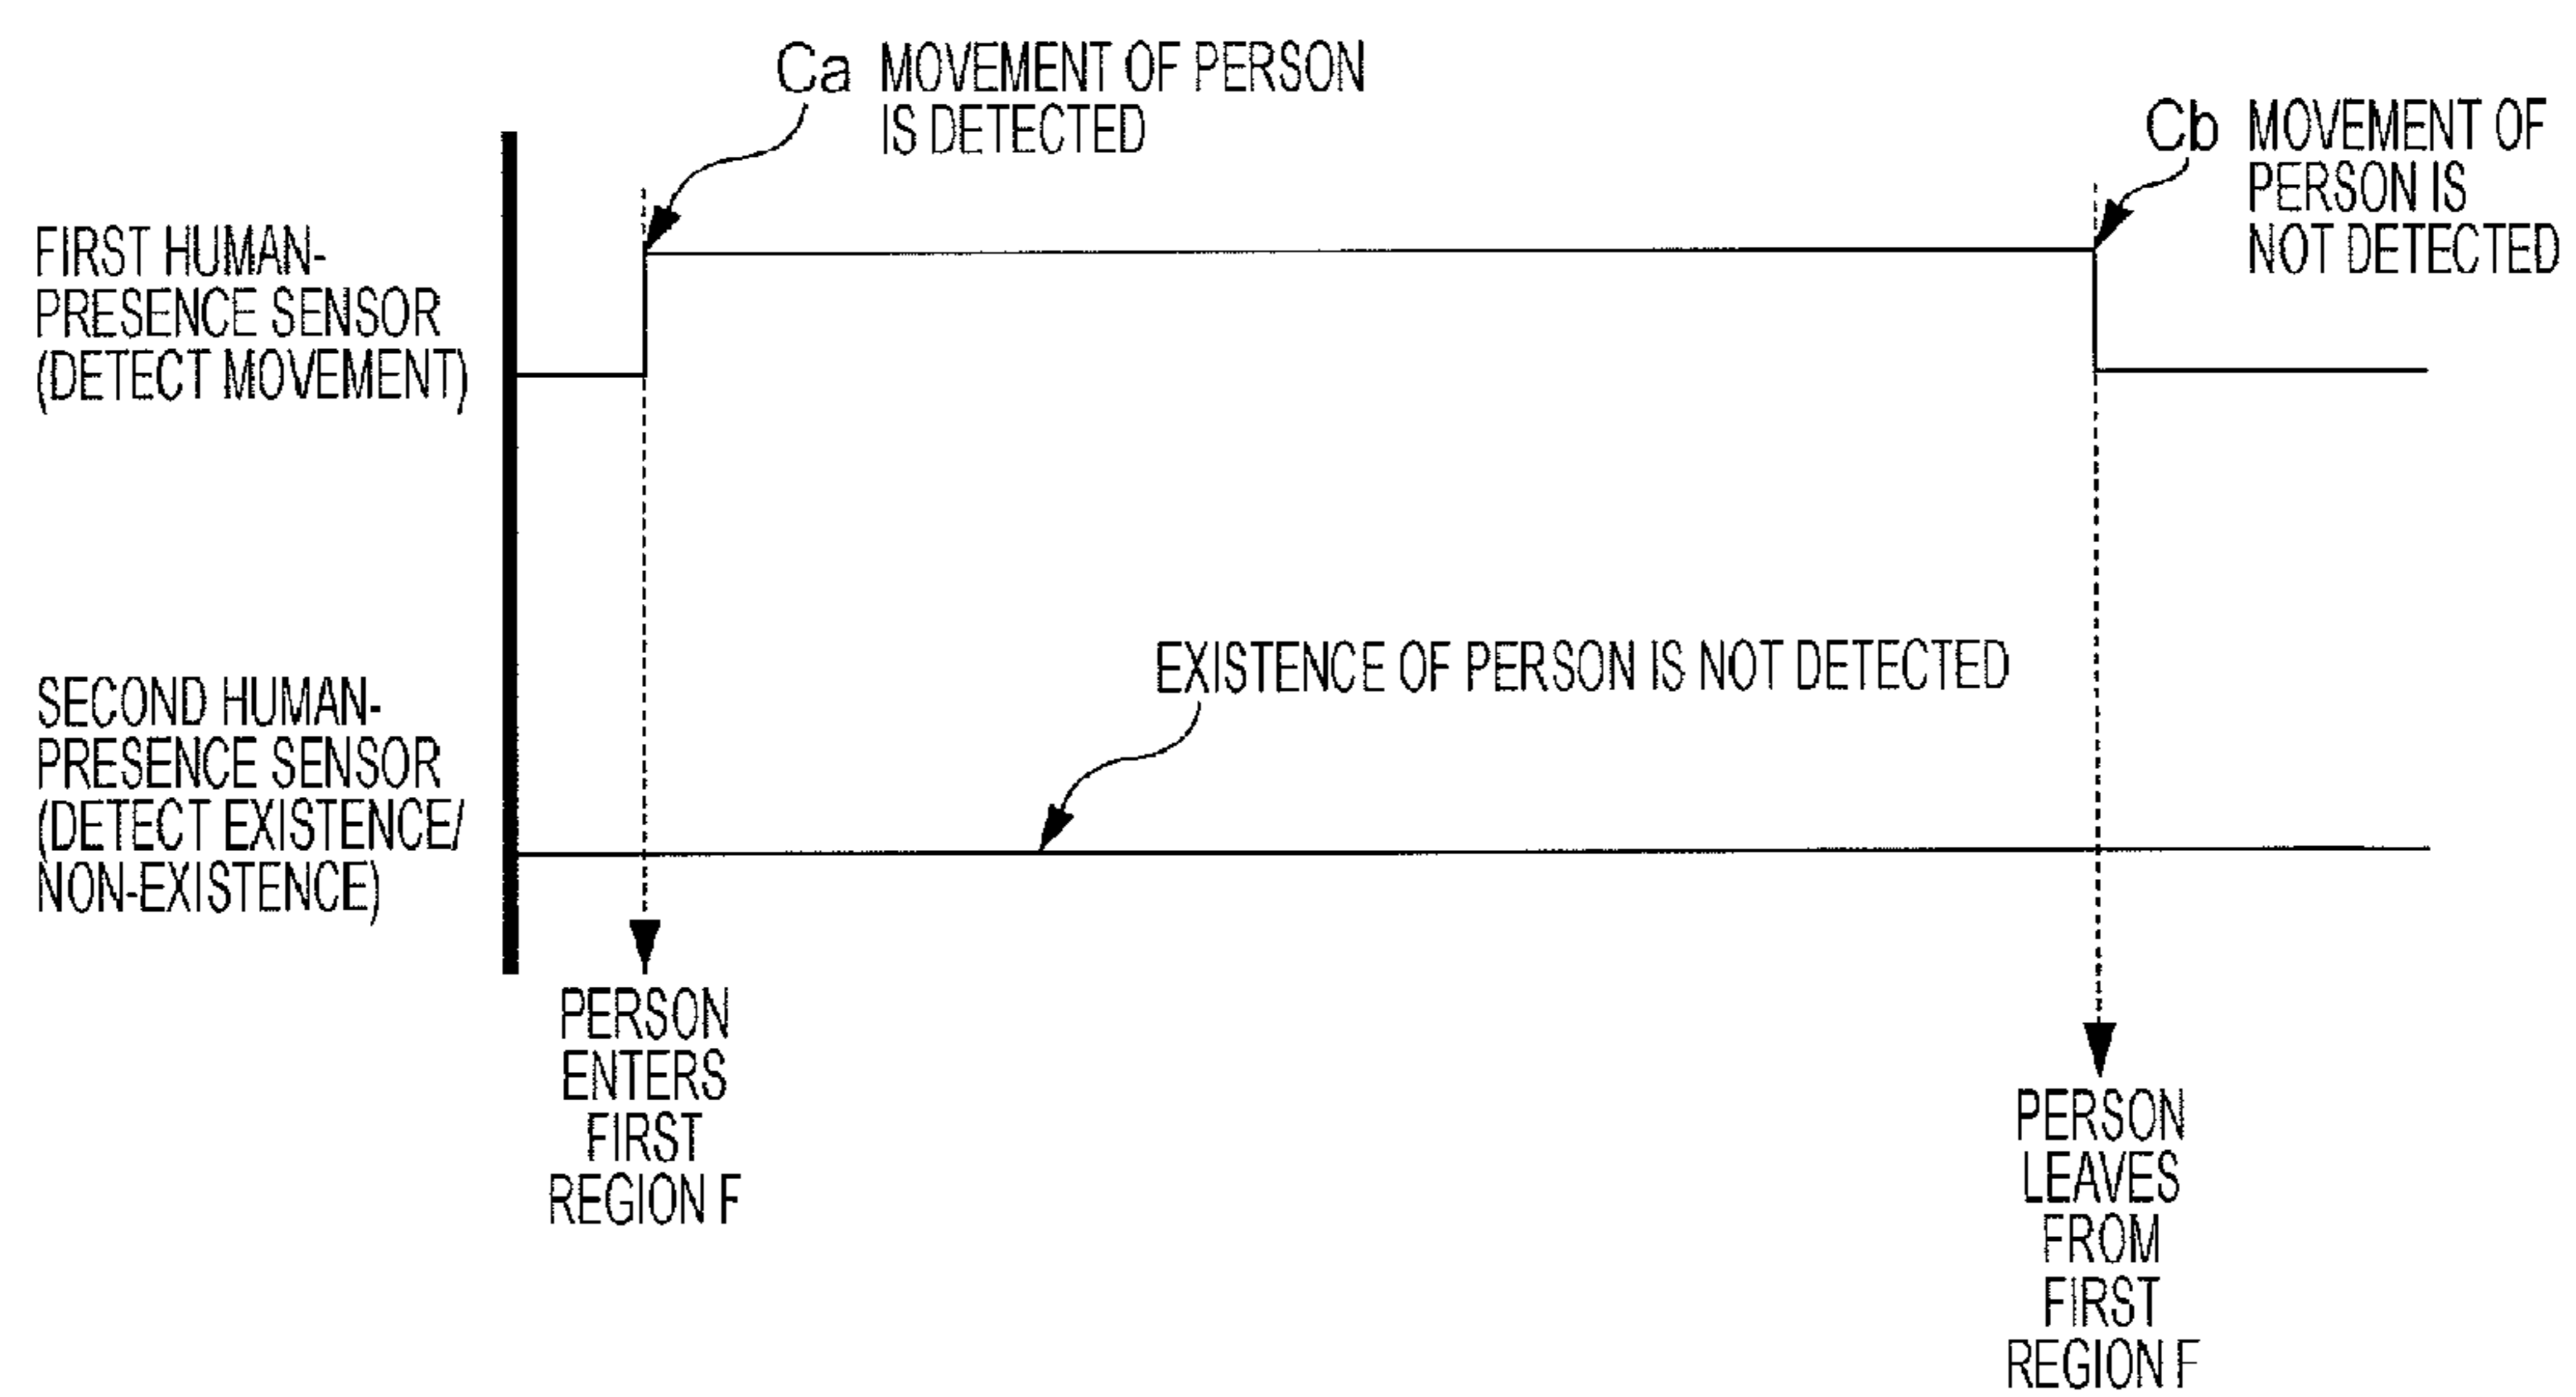 Ca MOVEMENT OF PERSON
IS DETECTED
Cb MOVEMENT OF
PERSON IS
NOT DETECTED
FIRST HUMAN-
PRESENCE SENSOR
(DETECT MOVEMENT)
EXISTENCE OF PERSON IS NOT DETECTED
SECOND HUMAN-
PRESENCE SENSOR
(DETECT EXISTENCE/
NON-EXISTENCE)
PERSON
ENTERS
FIRST
REGION F
PERSON
LEAVES
FROM
FIRST
REGION F